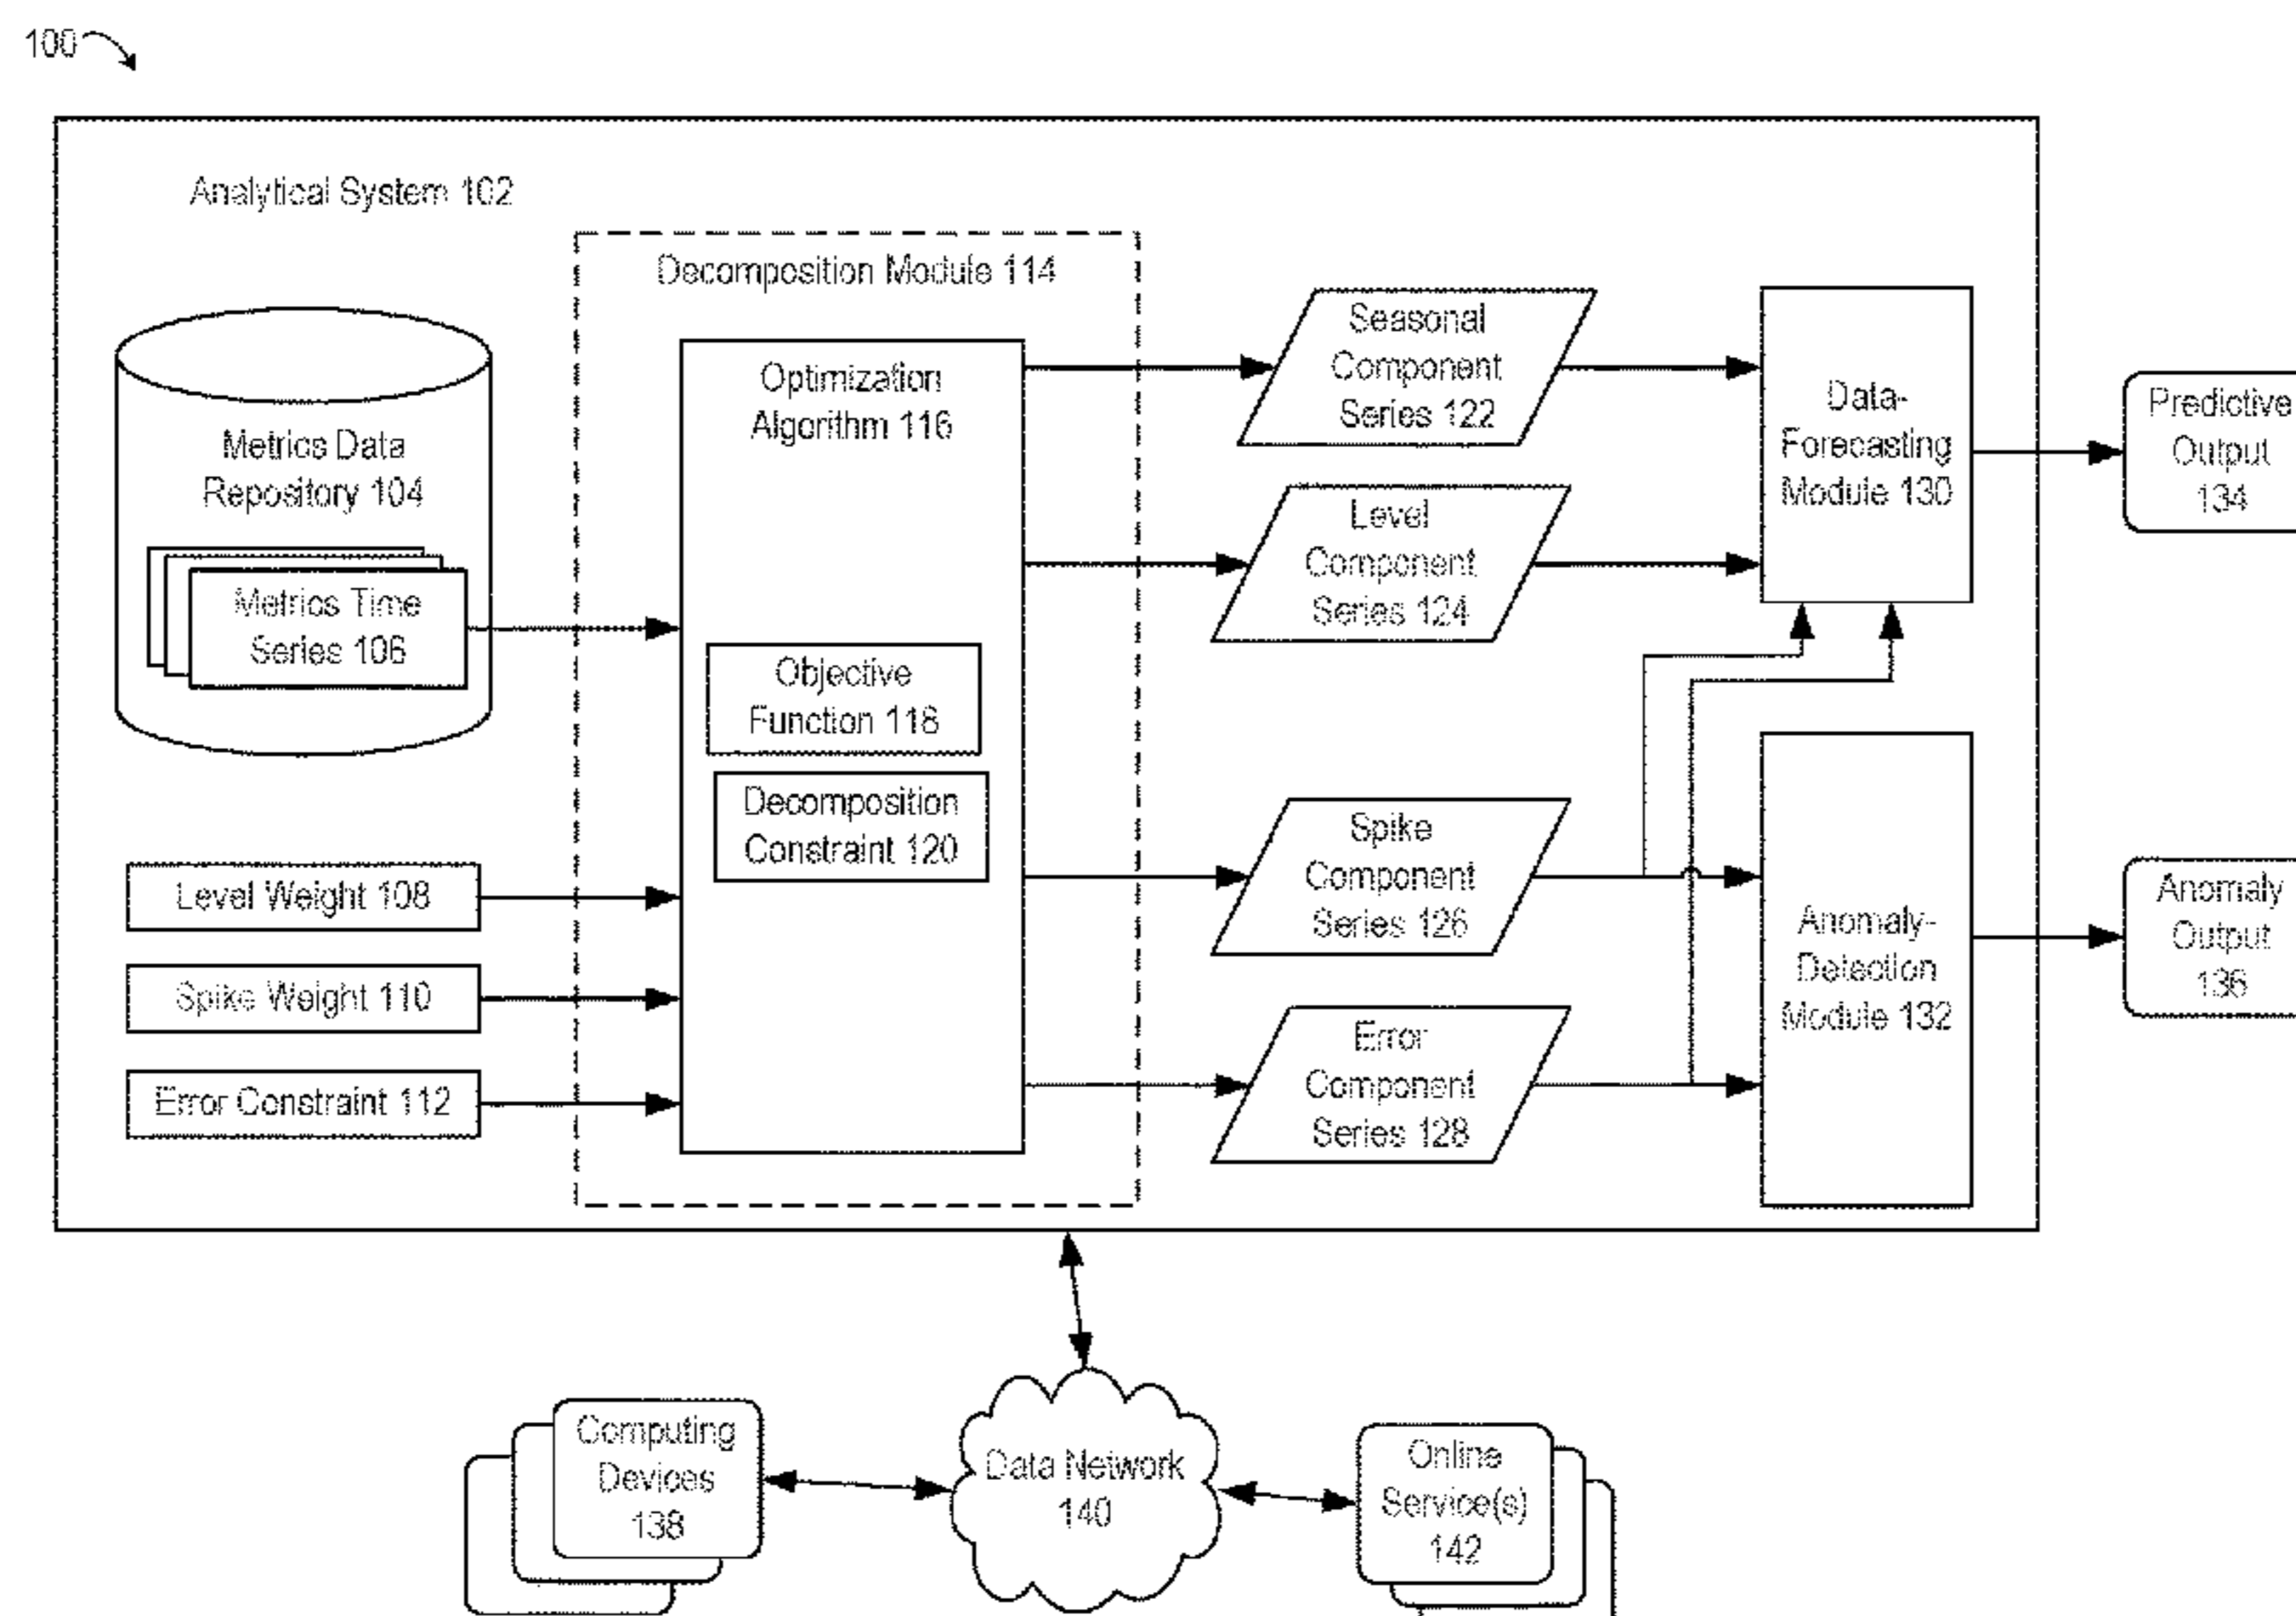 100
Analytical System 102
Metrics Data
Repository 104
Metrics Time
Series 106
Level Weight 108
Spike Weight 110
Error Constraint 112
Decomposition Module 114
Optimization
Algorithm 116
Objective
Function 118
Decomposition
Constraint 120
Seasonal
Component
Series 122
Level
Component
Series 124
Spike
Component
Series 126
Error
Component
Series 128
Data-
Forecasting
Module 130
Anomaly-
Detection
Module 132
Predictive
Output
134
Anomaly
Output
136
Computing
Devices
138
Data Network
140
Online
Service(s)
142